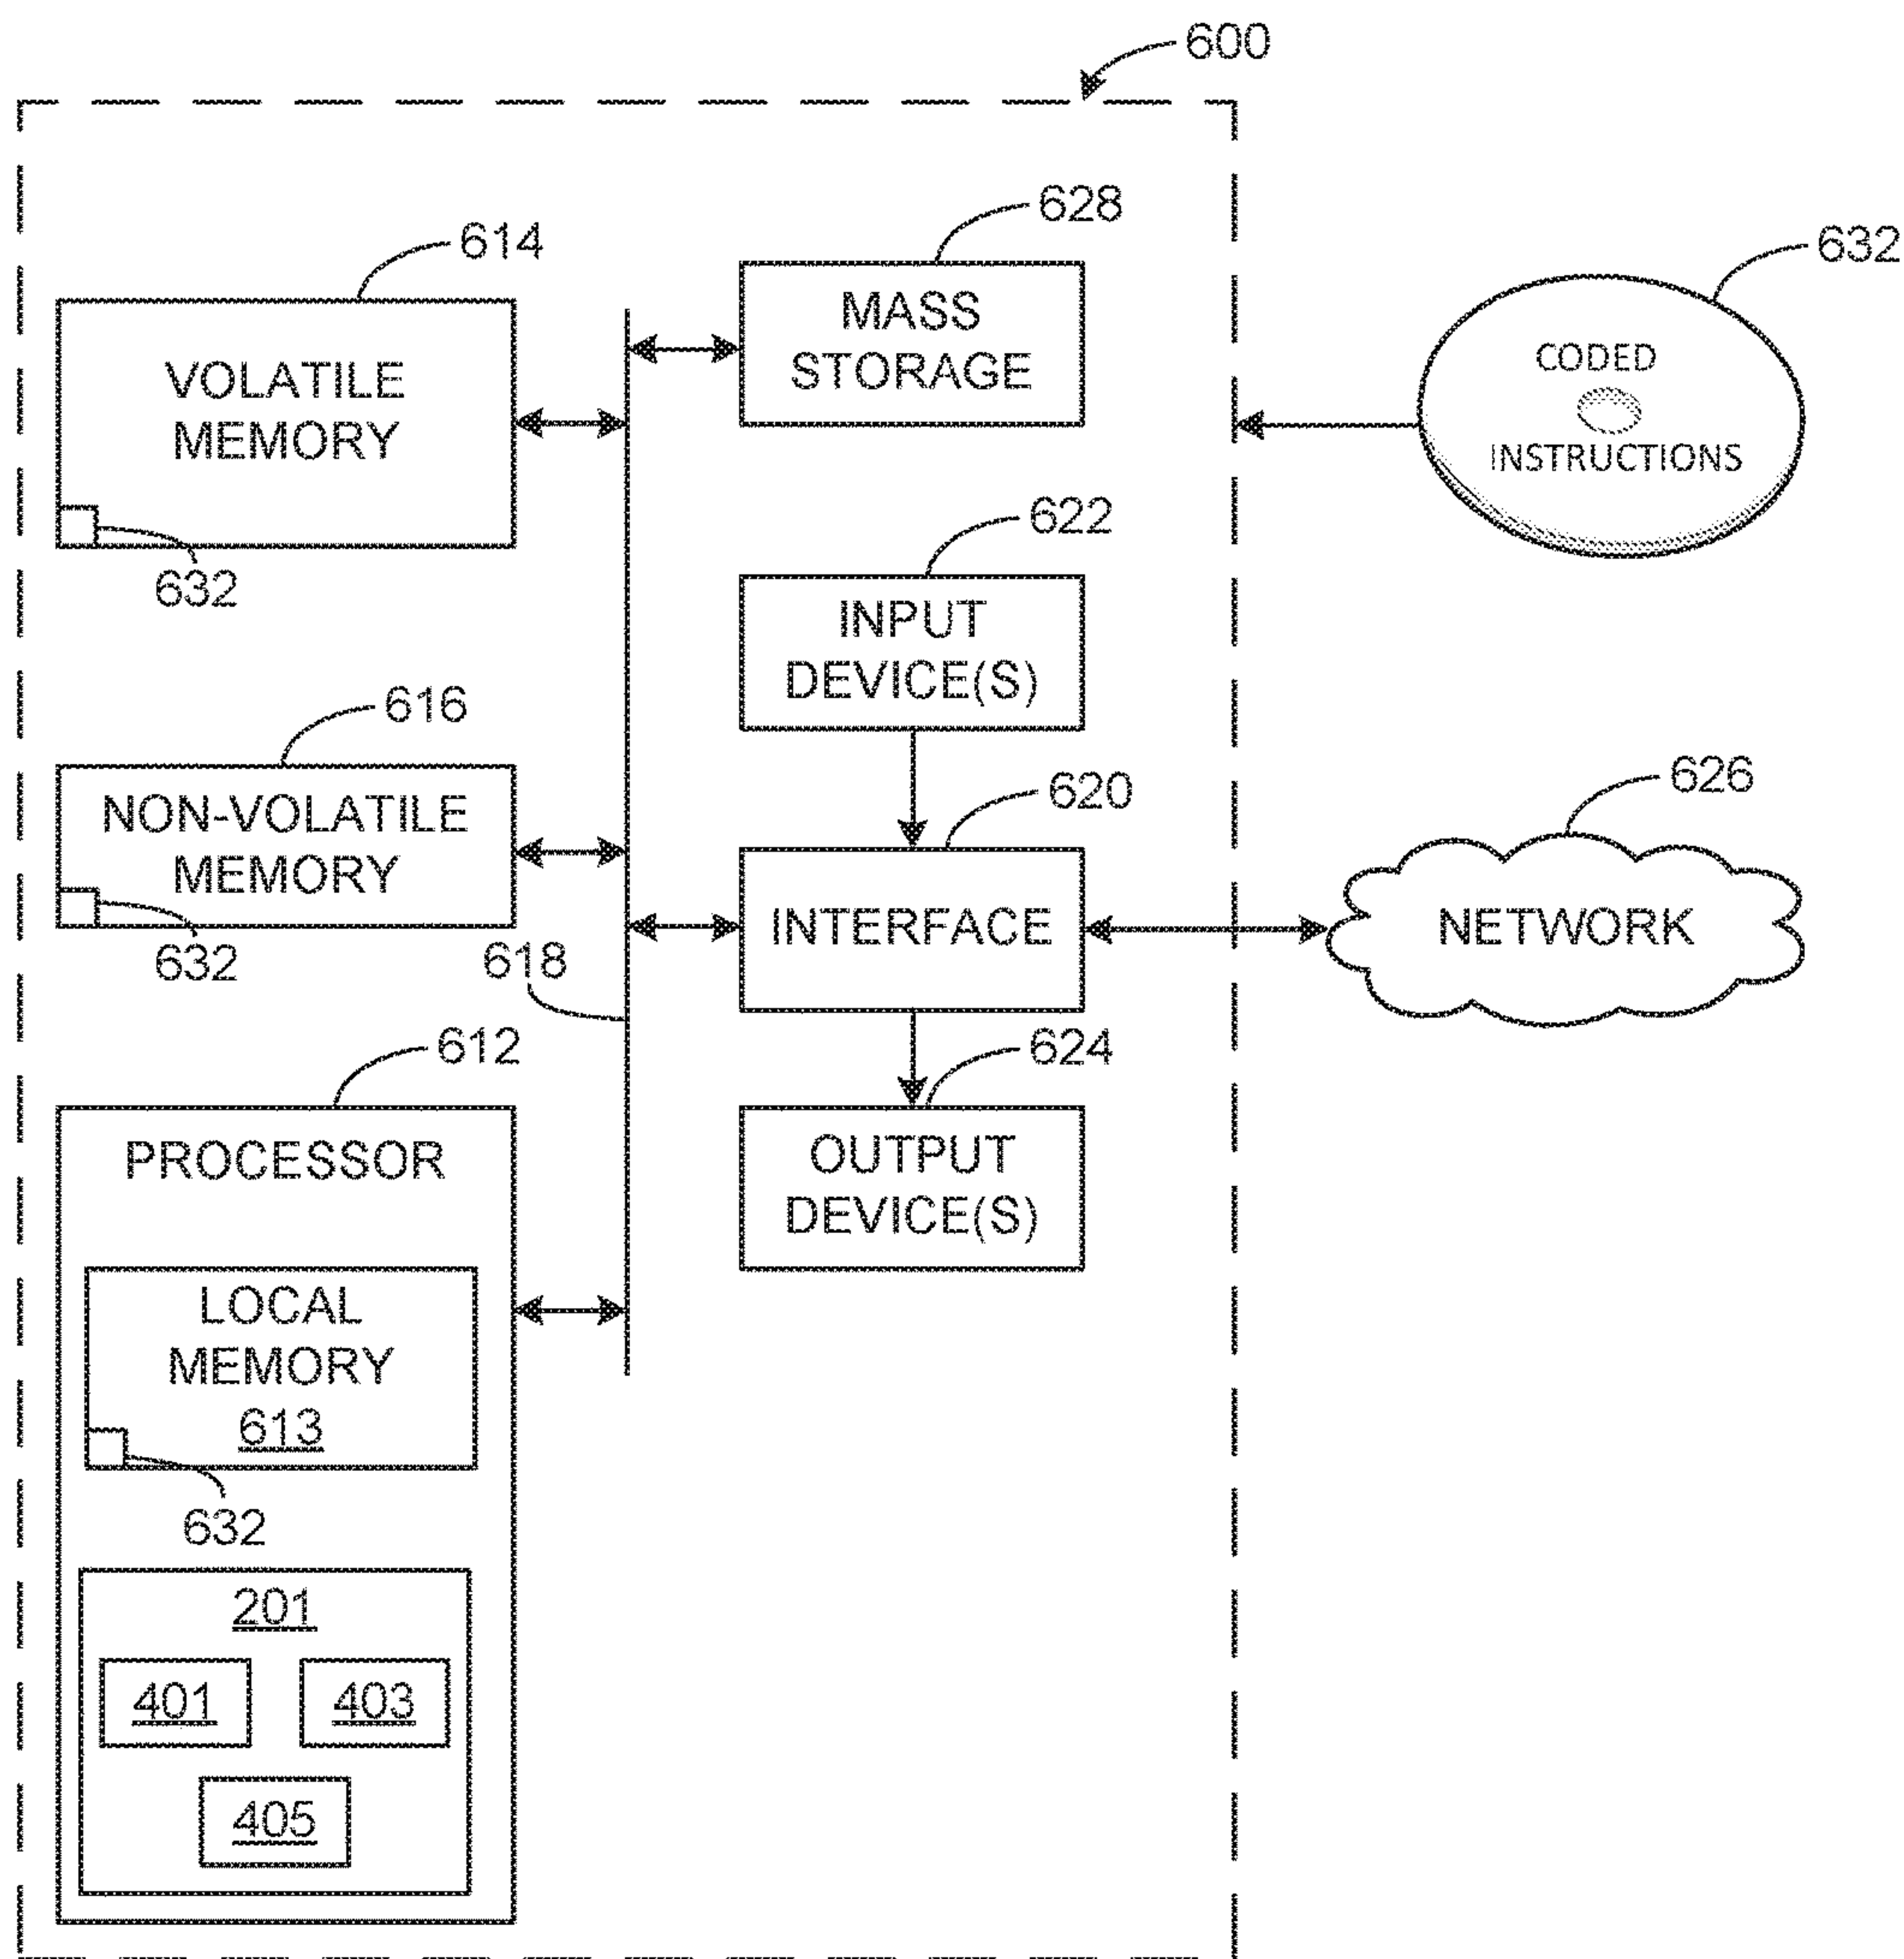 600
614
VOLATILE
MEMORY
632
628
MASS
STORAGE
632
CODED
INSTRUCTIONS
622
INPUT
DEVICE(S)
616
NON-VOLATILE
MEMORY
632
618
620
INTERFACE
626
NETWORK
612
PROCESSOR
LOCAL
MEMORY
613
632
624
OUTPUT
DEVICE(S)
201
401
403
405